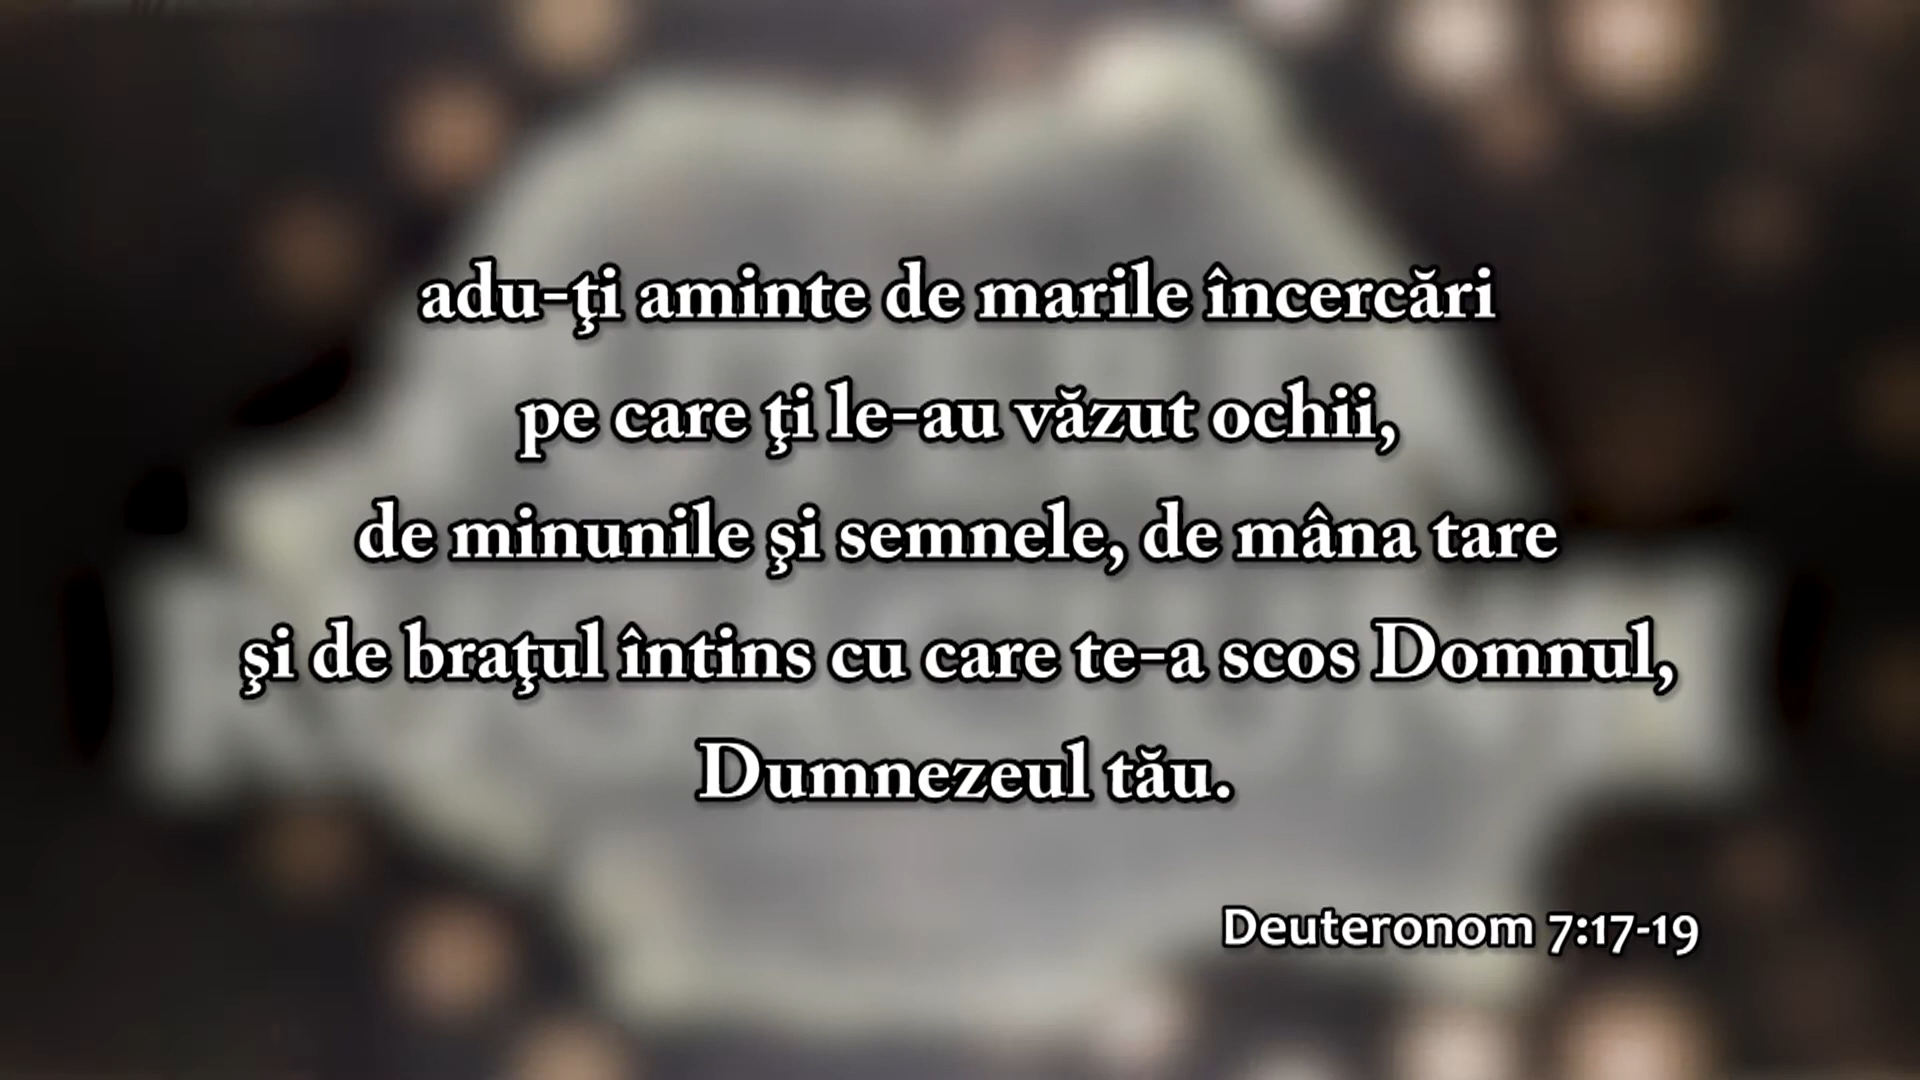 adu-ţi aminte de marile încercări
pe care ţi le-au văzut ochii,
de minunile şi semnele, de mâna tare
şi de braţul întins cu care te-a scos Domnul,
Dumnezeul tău.
Deuteronom 7:17-19